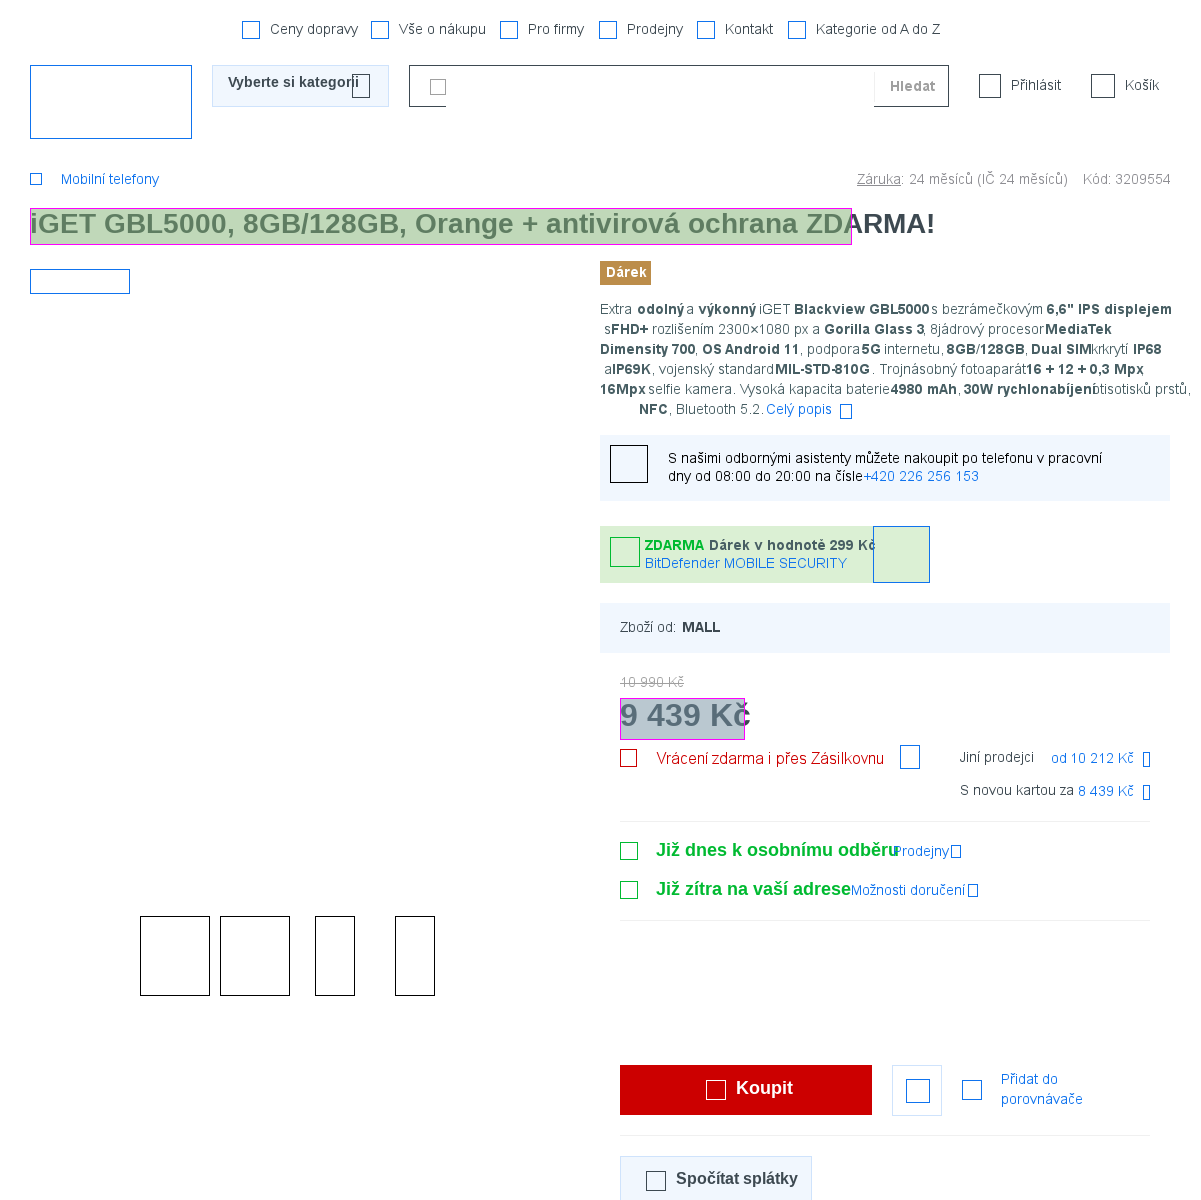 Ceny dopravy Vše o nákupu Pro firmy Prodejny Kontakt Kategorie od A do Z
Vyberte si kategorii Hledat Přihlásit Košík
Mobilní telefony Záruka: 24 měsíců (IČ 24 měsíců) Kód: 3209554
iGET GBL5000, 8GB/128GB, Orange + antivirová ochrana ZDARMA!
Dárek
Extra odolný a výkonný iGET Blackview GBL5000 s bezrámečkovým 6,6" IPS displejem
s FHD+ rozlišením 2300×1080 px a Gorilla Glass 3, 8jádrový procesor MediaTek
Dimensity 700, OS Android 11, podpora 5G internetu, 8GB/128GB, Dual SIM krytí IP68
a IP69K, vojenský standard MIL-STD-810G. Trojnásobný fotoaparát 16 + 12 + 0,3 Mpx,
16Mpx selfie kamera. Vysoká kapacita baterie 4980 mAh, 30W rychlonabíjení otisků prstů,
NFC, Bluetooth 5.2. Celý popis
S našimi odbornými asistenty můžete nakoupit po telefonu v pracovní
dny od 08:00 do 20:00 na čísle +420 226 256 153
ZDARMA Dárek v hodnotě 299 Kč
BitDefender MOBILE SECURITY
Zboží od: MALL
10 990 Kč
9 439 Kč
Vrácení zdarma i přes Zásilkovnu Jiní prodejci od 10 212 Kč
S novou kartou za 8 439 Kč
Již dnes k osobnímu odběru Prodejny
Již zítra na vaší adrese Možnosti doručení
Koupit Přidat do
porovnávače
Spočítat splátky